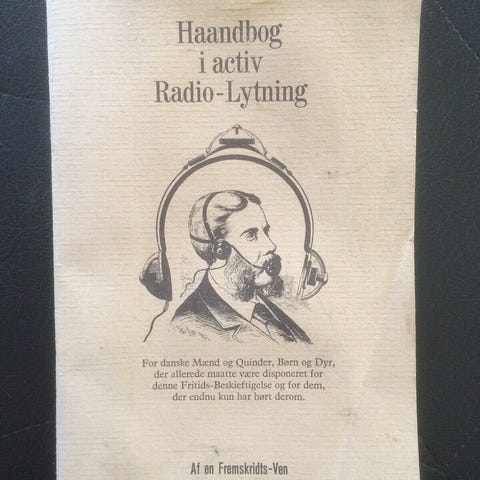 Haandbog
i activ
Radio-Lytning
For danske Mænd og Quinder, Børn og Dyr,
der allerede maatte være disponeret for
denne Fritids-Beskieftigelse og for dem,
der endnu kun har hørt derom.
Af en Fremskridts-Ven